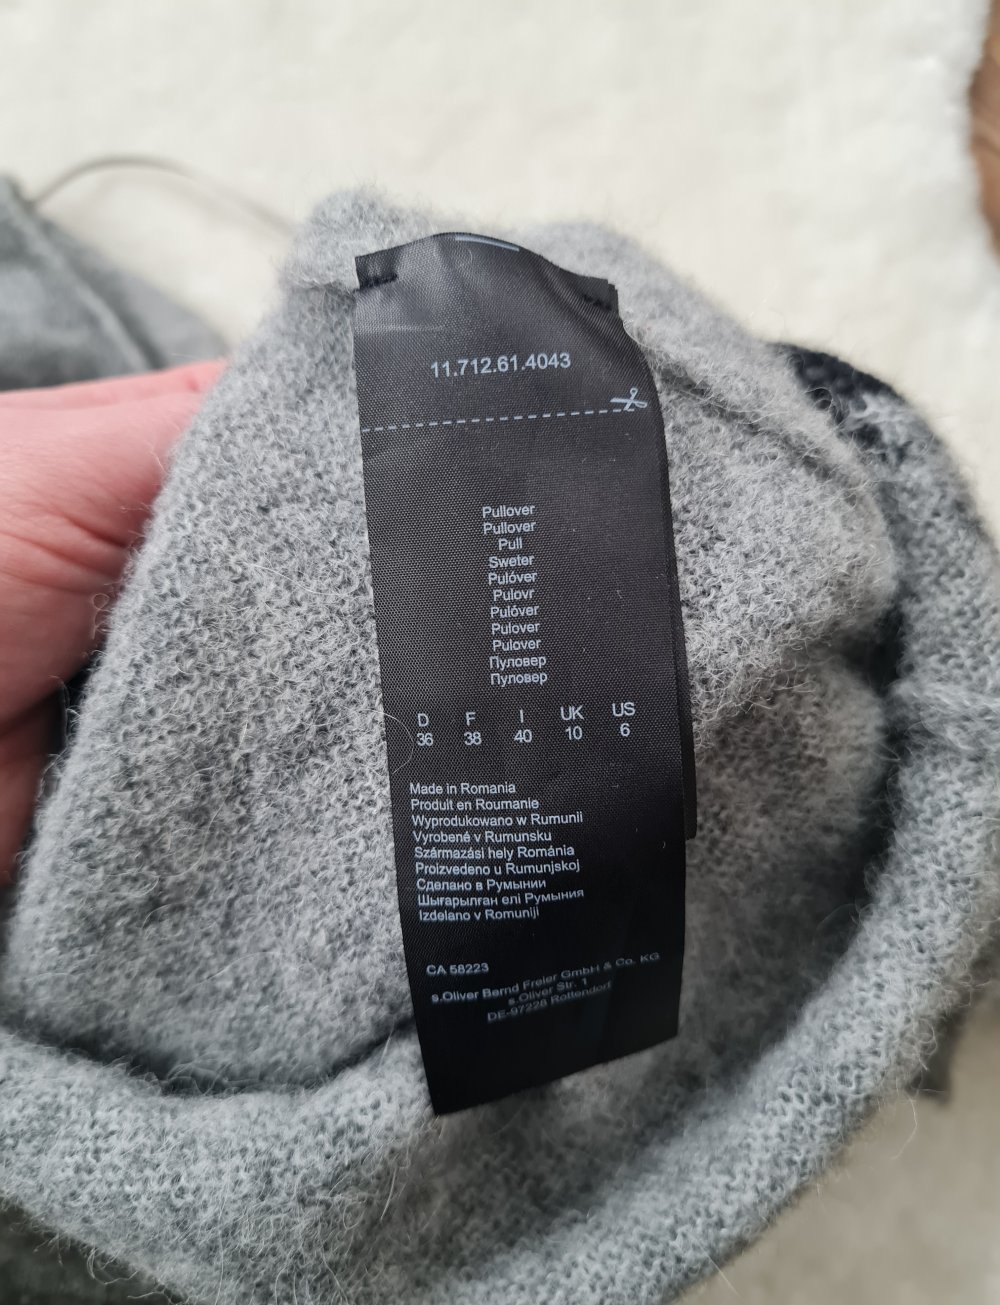 11.712.61.4043
Pullover
Pullover
Pull
Sweter
Pulóver
Pulovr
Pulóver
Pulover
Pulover
Пуловер
Пуловер
D F I UK US
36 38 40 10 6
Made in Romania
Produit en Roumanie
Wyprodukowano w Rumunii
Vyrobené v Rumunsku
Származási hely Románia
Proizvedeno u Rumunjskoj
Сделано в Румынии
Шығарылған елі Румыния
Izdelano v Romuniji
CA 58223
s.Oliver Bernd Freier GmbH & Co. KG
s.Oliver Str. 1
DE-97228 Rottendorf